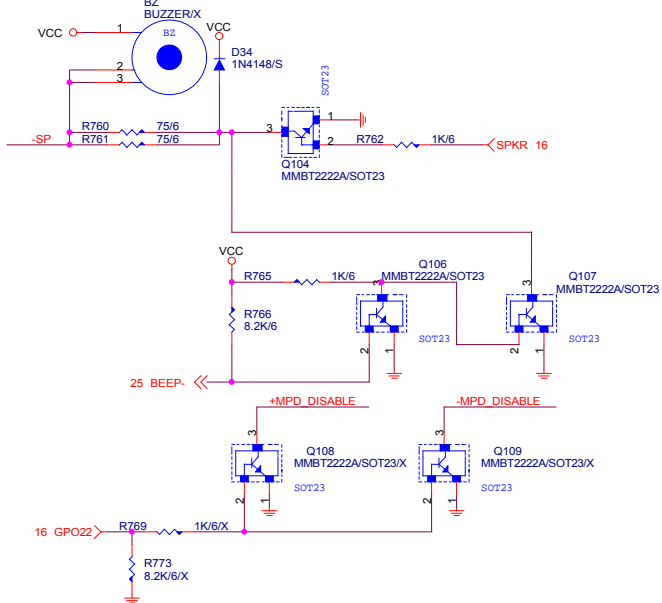 BZ
BUZZER/X
VCC
1
BZ
VCC
2
3
D34
1N4148/S
SOT23
R760
75/6
3
1
-SP
R761
75/6
2
R762
1K/6
SPKR 16
Q104
MMBT2222A/SOT23
VCC
R765
1K/6
3
Q106
MMBT2222A/SOT23
3
Q107
MMBT2222A/SOT23
R766
8.2K/6
SOT23
SOT23
2
1
2
1
25 BEEP-
+MPD_DISABLE
-MPD_DISABLE
3
Q108
MMBT2222A/SOT23/X
3
Q109
MMBT2222A/SOT23/X
SOT23
SOT23
2
1
2
1
16 GPO22
R769
1K/6/X
R773
8.2K/6/X